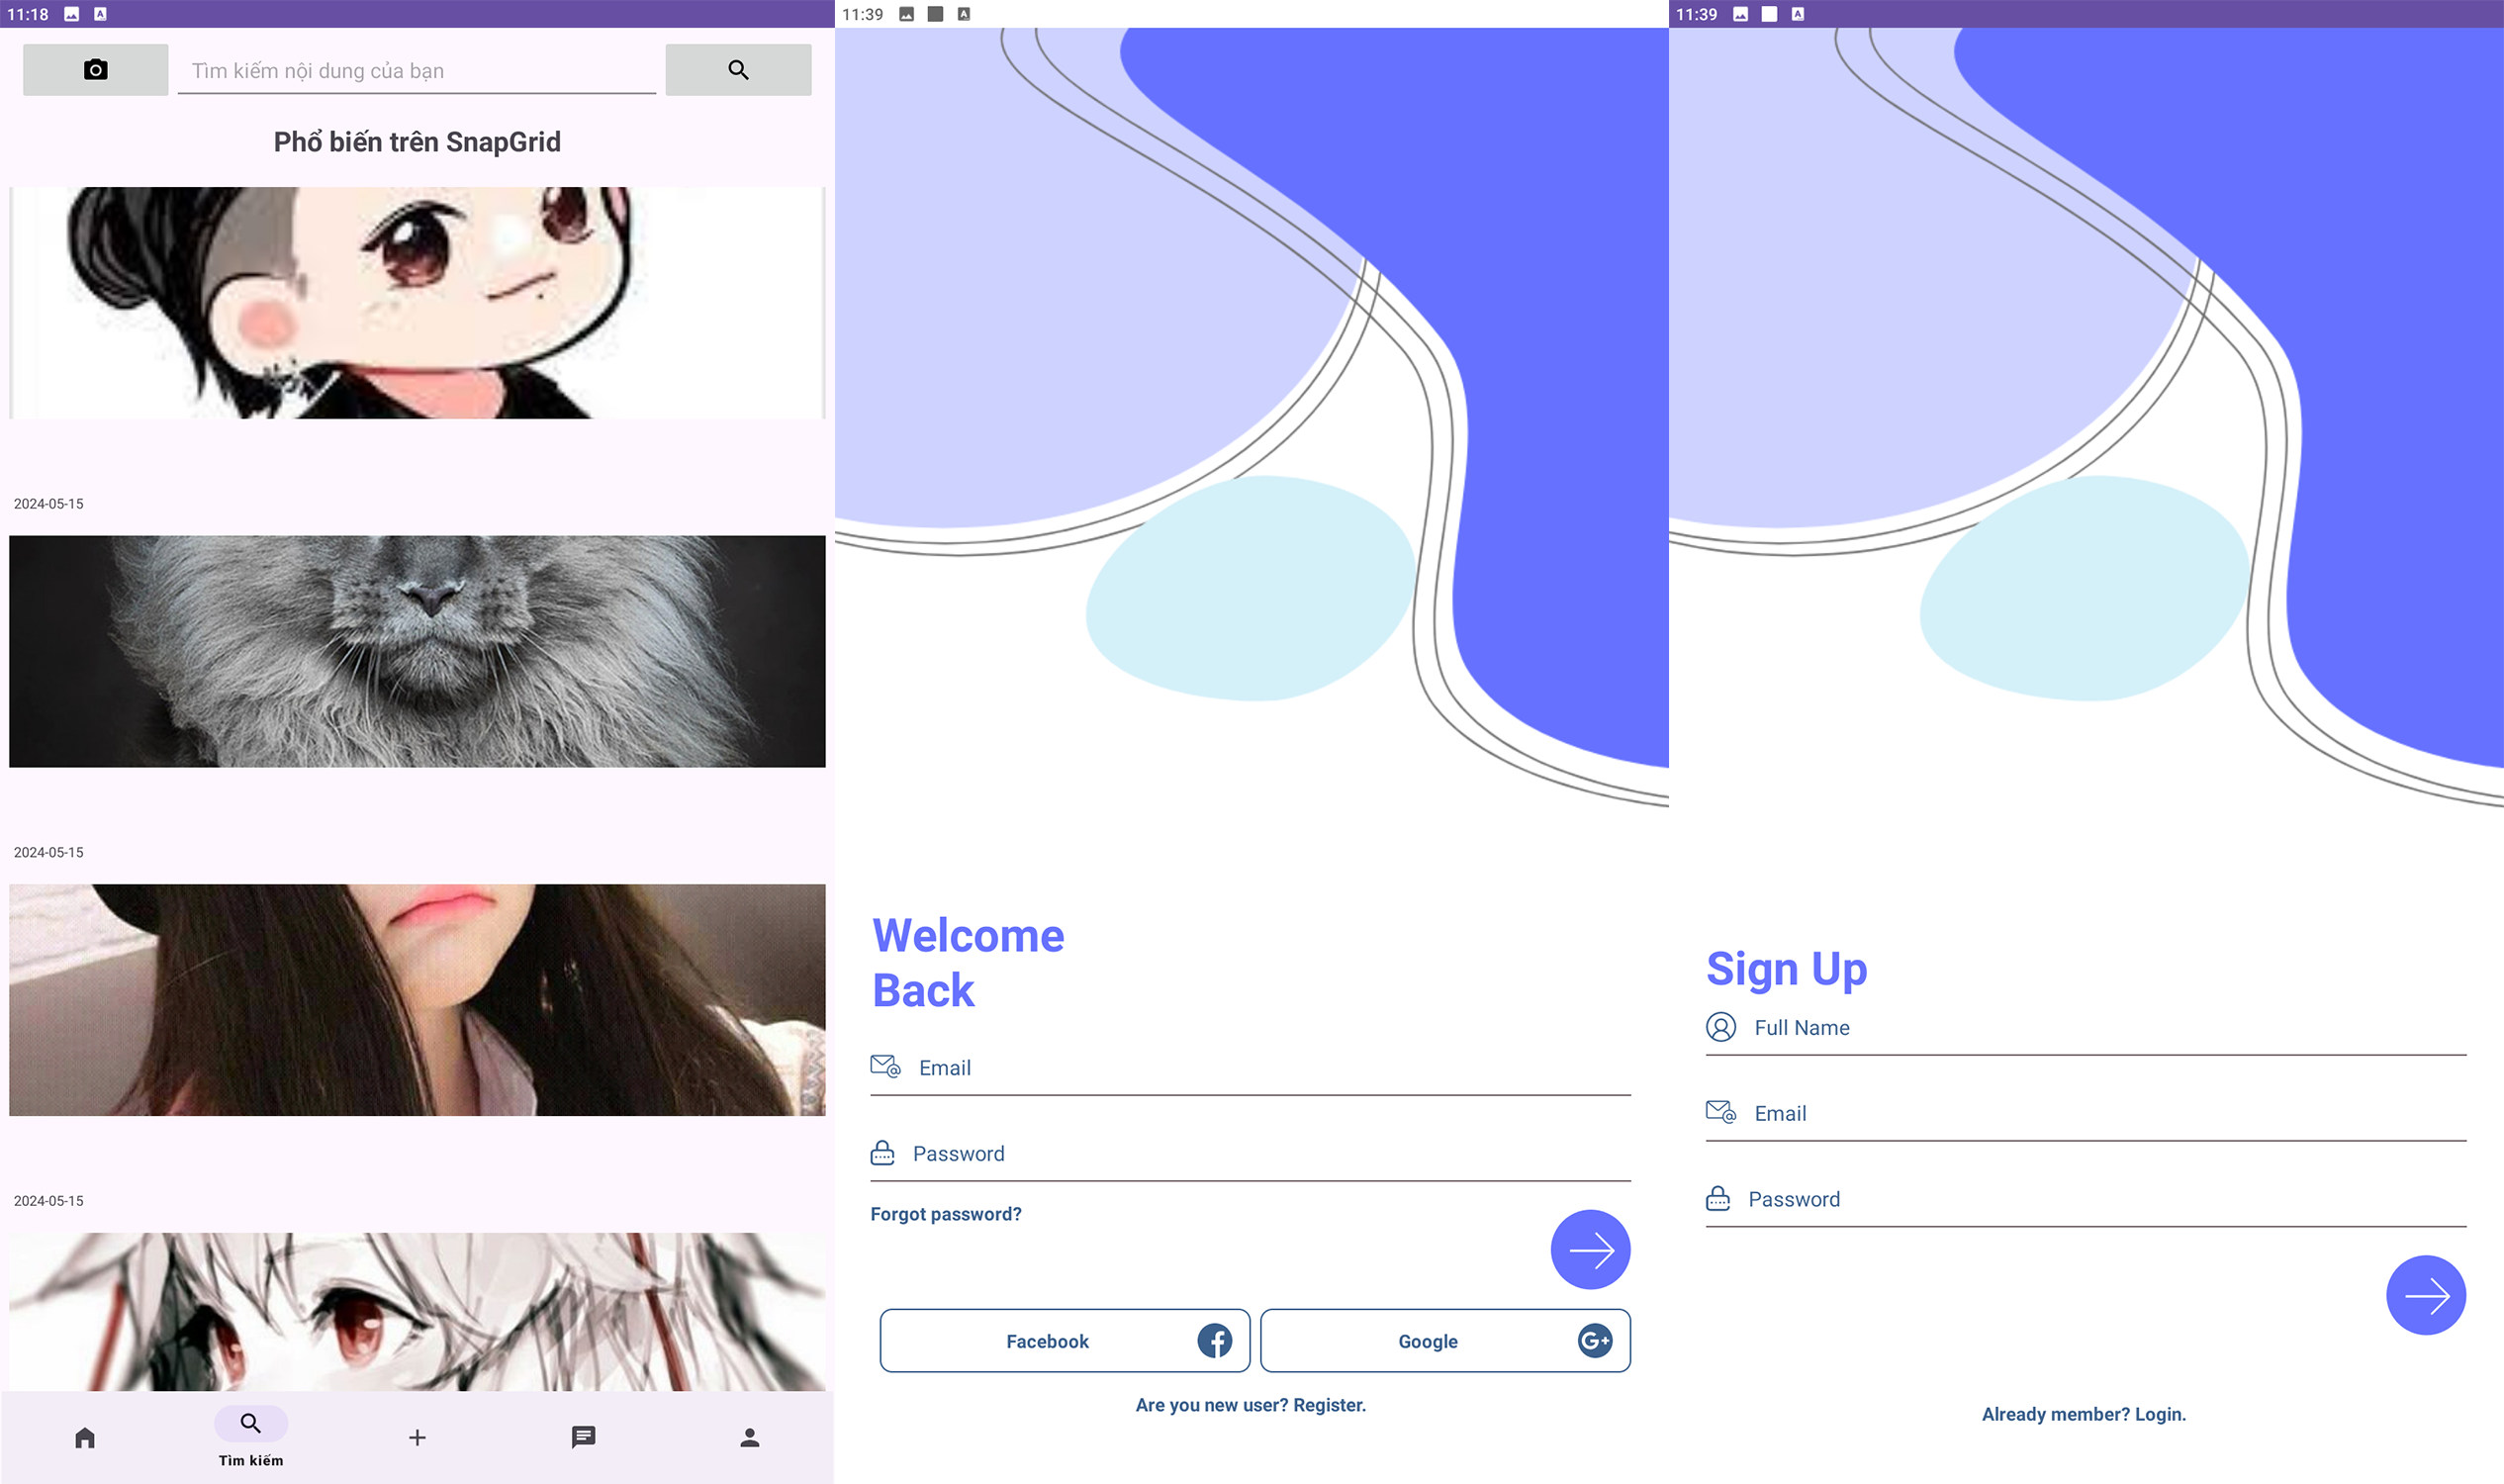 11:18
Tìm kiếm nội dung của bạn
Phổ biến trên SnapGrid
2024-05-15
2024-05-15
2024-05-15
Tìm kiếm
11:39
Welcome
Back
Email
Password
Forgot password?
Facebook
Google
Are you new user? Register.
11:39
Sign Up
Full Name
Email
Password
Already member? Login.